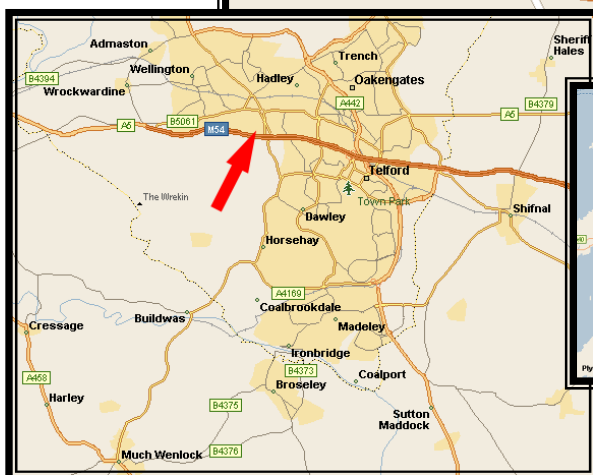 Sheriff
Hales
Admaston
Trench
Wellington
Hadley
Oakengates
B4394
Wrockwardine
A442
B4379
A5
B5061
M54
A5
Telford
The Wrekin
Town Park
Dawley
Shifnal
Horsehay
A4169
Coalbrookdale
Buildwas
Madeley
Cressage
Ironbridge
B4373
Coalport
A458
Broseley
Harley
B4375
Sutton
Maddock
Much Wenlock
B4376
Ply